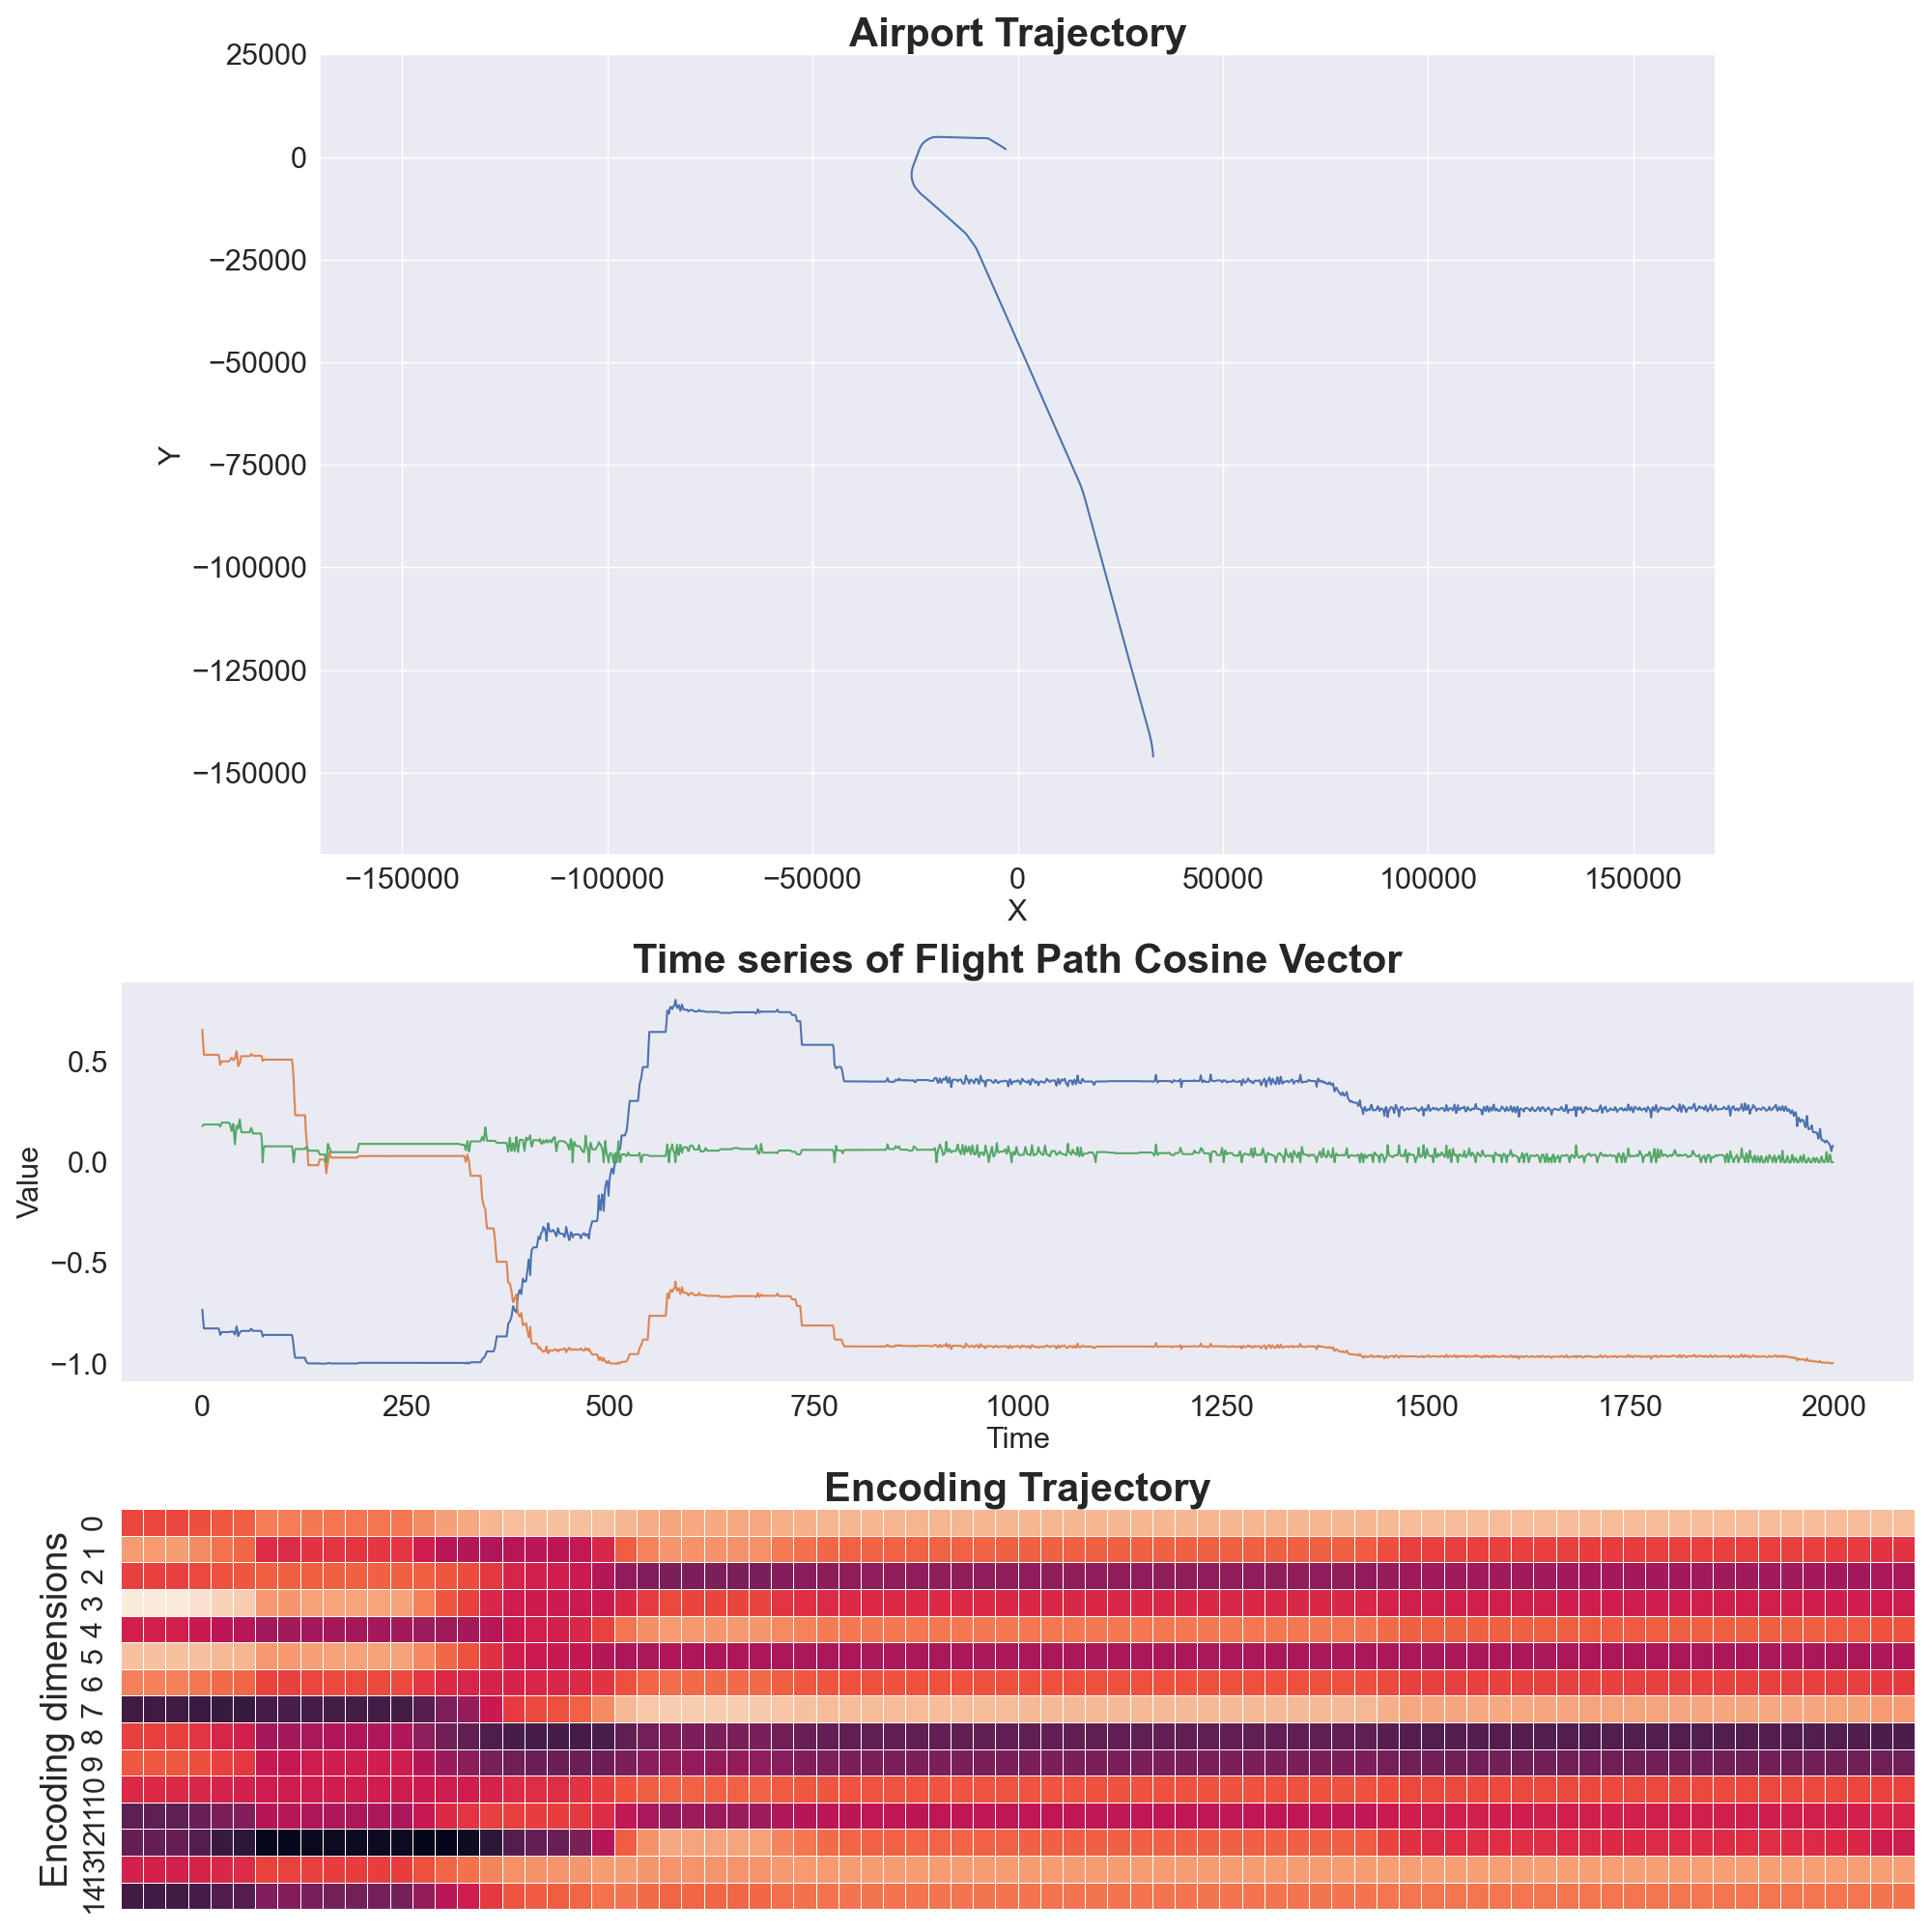 Airport Trajectory
25000
0
−25000
−50000
−75000
−100000
−125000
−150000
Y
−150000 −100000 −50000 0 50000 100000 150000
X
Time series of Flight Path Cosine Vector
0.5
0.0
−0.5
−1.0
Value
0 250 500 750 1000 1250 1500 1750 2000
Time
Encoding Trajectory
Encoding dimensions
0
1
2
3
4
5
6
7
8
9
10
11
12
13
14